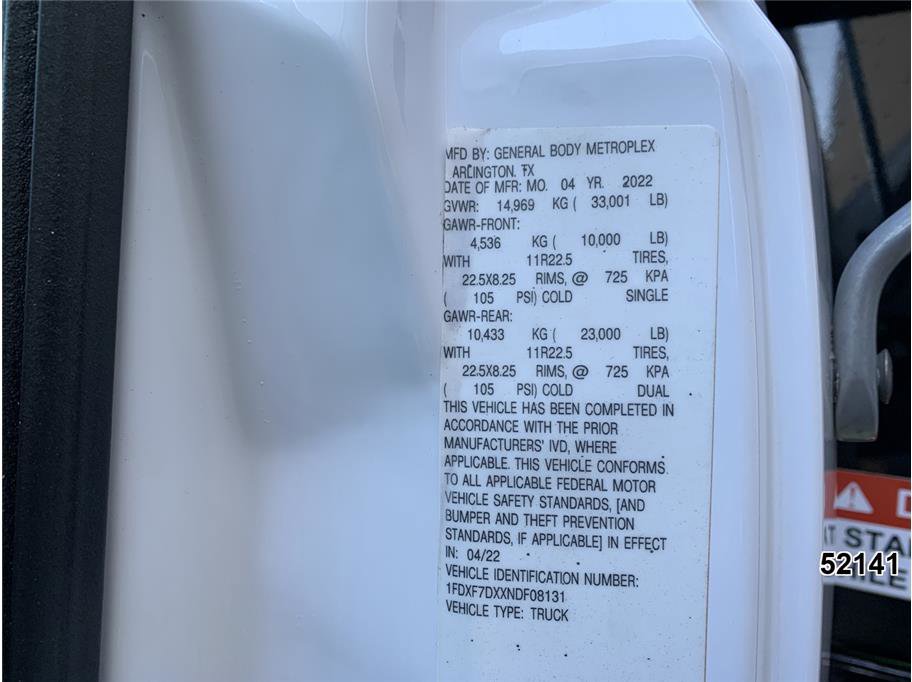 MFD BY: GENERAL BODY METROPLEX
ARLINGTON, TX
DATE OF MFR: MO. 04 YR. 2022
GVWR: 14,969 KG ( 33,001 LB)
GAWR-FRONT:
4,536 KG ( 10,000 LB)
WITH 11R22.5 TIRES,
22.5X8.25 RIMS, @ 725 KPA
( 105 PSI) COLD SINGLE
GAWR-REAR:
10,433 KG ( 23,000 LB)
WITH 11R22.5 TIRES,
22.5X8.25 RIMS, @ 725 KPA
( 105 PSI) COLD DUAL
THIS VEHICLE HAS BEEN COMPLETED IN
ACCORDANCE WITH THE PRIOR
MANUFACTURERS' IVD, WHERE
APPLICABLE. THIS VEHICLE CONFORMS
TO ALL APPLICABLE FEDERAL MOTOR
VEHICLE SAFETY STANDARDS, [AND
BUMPER AND THEFT PREVENTION
STANDARDS, IF APPLICABLE] IN EFFECT
IN: 04/22
VEHICLE IDENTIFICATION NUMBER:
1FDXF7DXXNDF08131
VEHICLE TYPE: TRUCK
52141